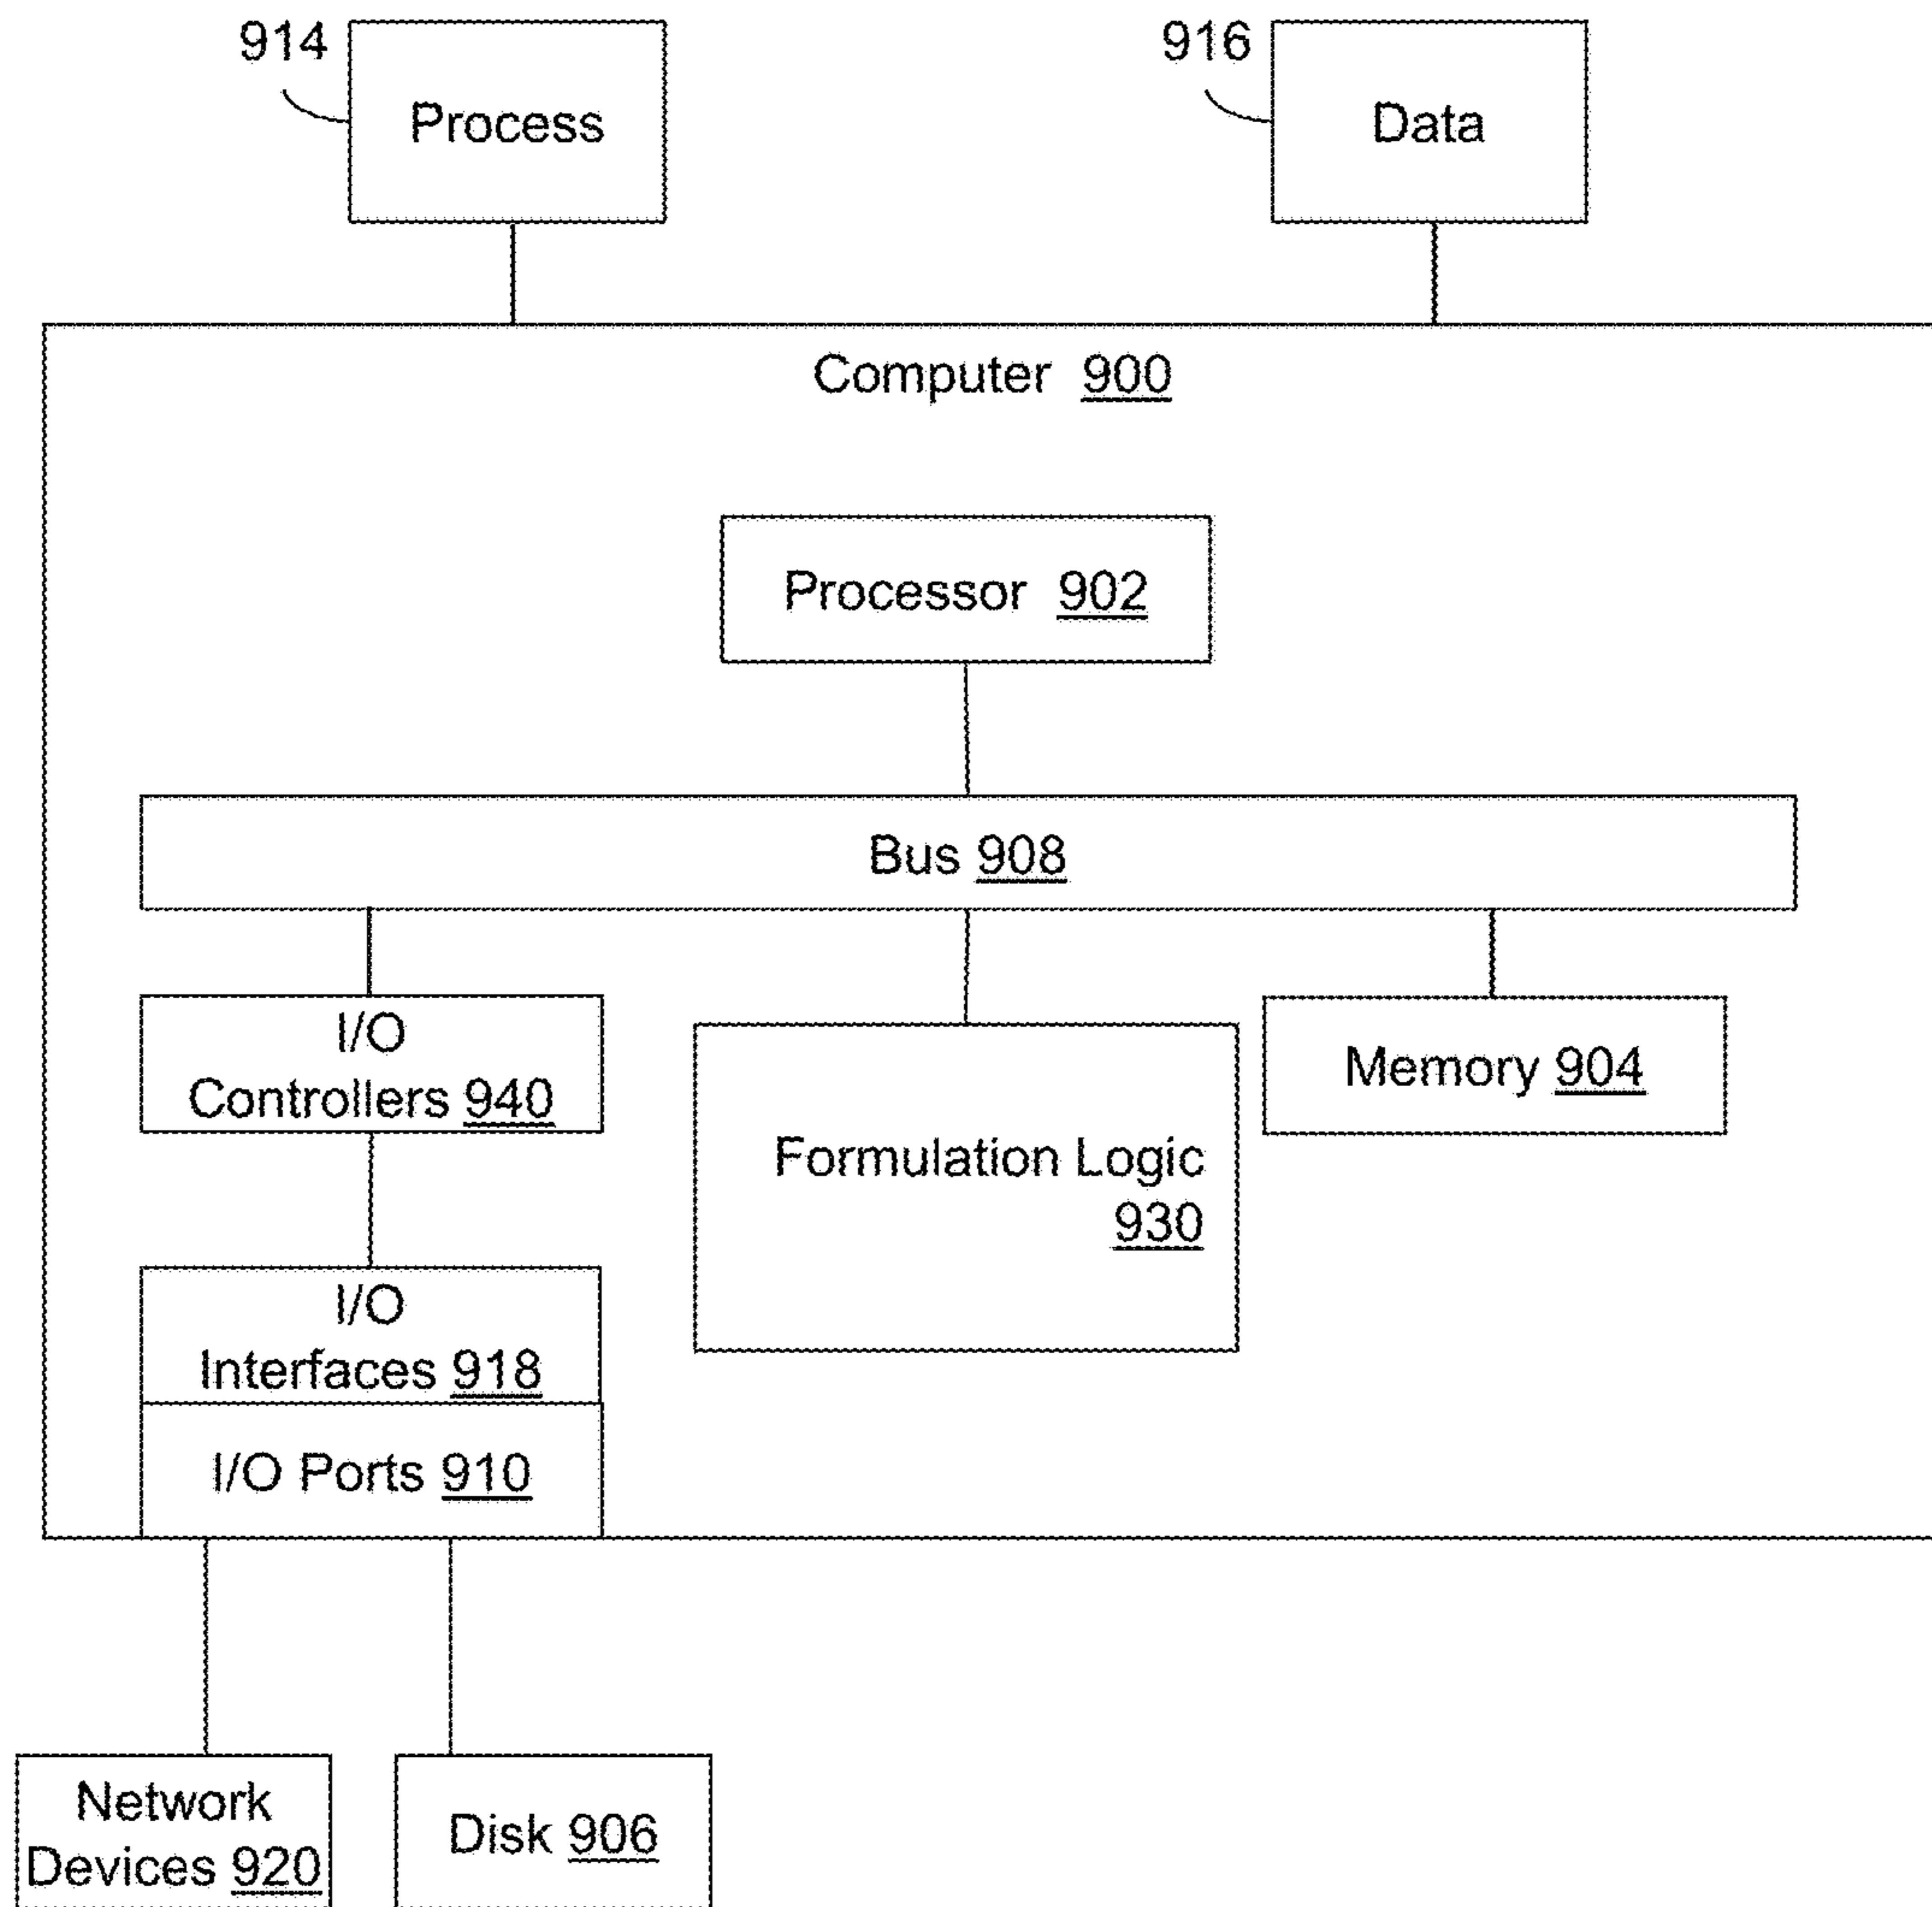 914
Process
916
Data
Computer 900
Processor 902
Bus 908
I/O
Controllers 940
Formulation Logic
930
Memory 904
I/O
Interfaces 918
I/O Ports 910
Network
Devices 920
Disk 906